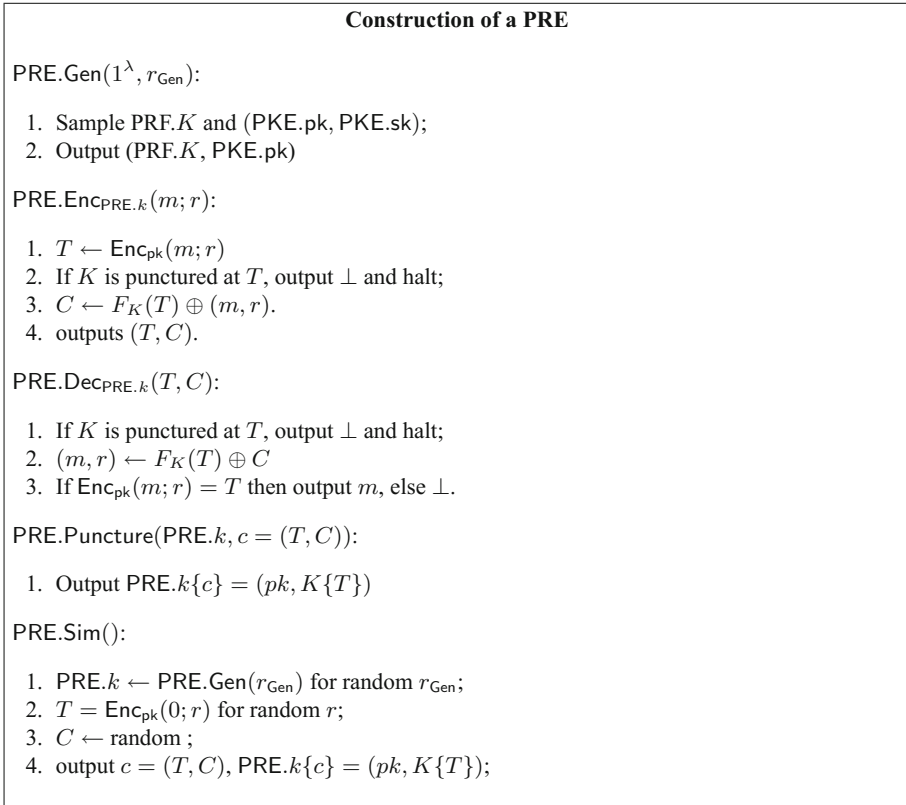 Construction of a PRE
PRE.Gen(1^λ, r_Gen):
1. Sample PRF.K and (PKE.pk, PKE.sk);
2. Output (PRF.K, PKE.pk)
PRE.Enc_PRE.k(m; r):
1. T ← Enc_pk(m; r)
2. If K is punctured at T, output ⊥ and halt;
3. C ← F_K(T) ⊕ (m, r).
4. outputs (T, C).
PRE.Dec_PRE.k(T, C):
1. If K is punctured at T, output ⊥ and halt;
2. (m, r) ← F_K(T) ⊕ C
3. If Enc_pk(m; r) = T then output m, else ⊥.
PRE.Puncture(PRE.k, c = (T, C)):
1. Output PRE.k{c} = (pk, K{T})
PRE.Sim():
1. PRE.k ← PRE.Gen(r_Gen) for random r_Gen;
2. T = Enc_pk(0; r) for random r;
3. C ← random ;
4. output c = (T, C), PRE.k{c} = (pk, K{T});